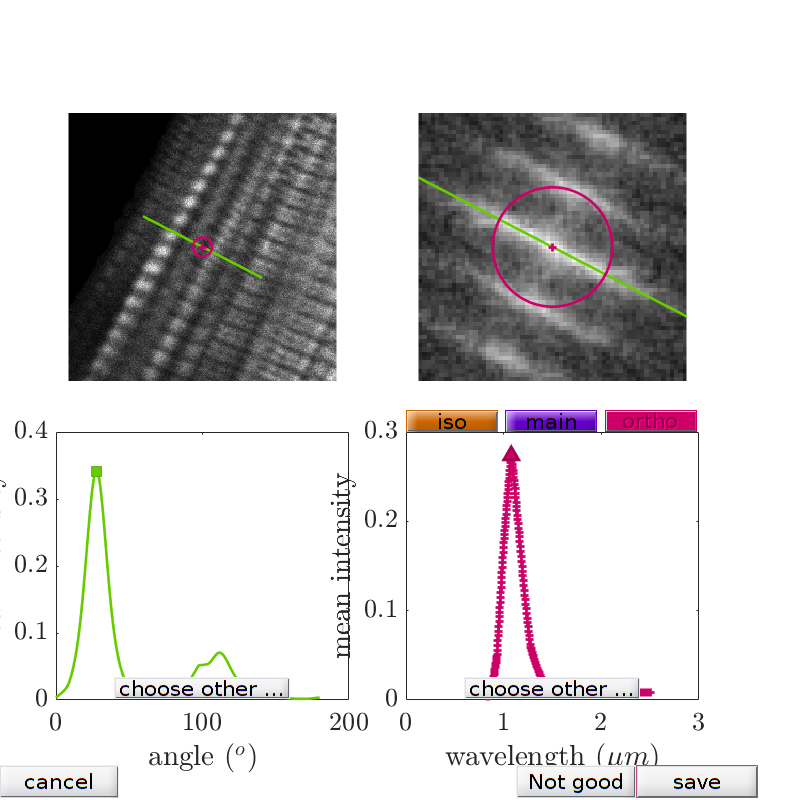 iso main ortho
0.4
0.3
0.2
0.1
0
0 100 200
angle (°)
choose other ...
0.3
0.2
0.1
0
mean intensity
0 1 2 3
wavelength (μm)
choose other ...
cancel Not good save